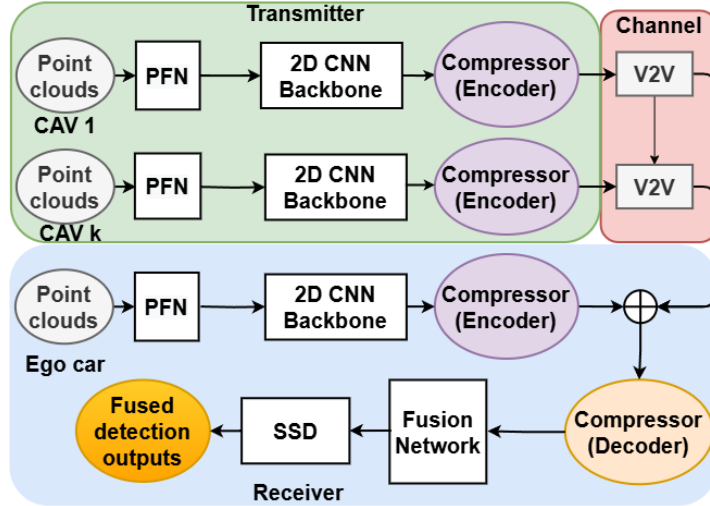 Transmitter
Channel
Point
clouds
CAV 1
PFN
2D CNN
Backbone
Compressor
(Encoder)
V2V
Point
clouds
CAV k
PFN
2D CNN
Backbone
Compressor
(Encoder)
V2V
Point
clouds
Ego car
PFN
2D CNN
Backbone
Compressor
(Encoder)
Fused
detection
outputs
SSD
Fusion
Network
Compressor
(Decoder)
Receiver